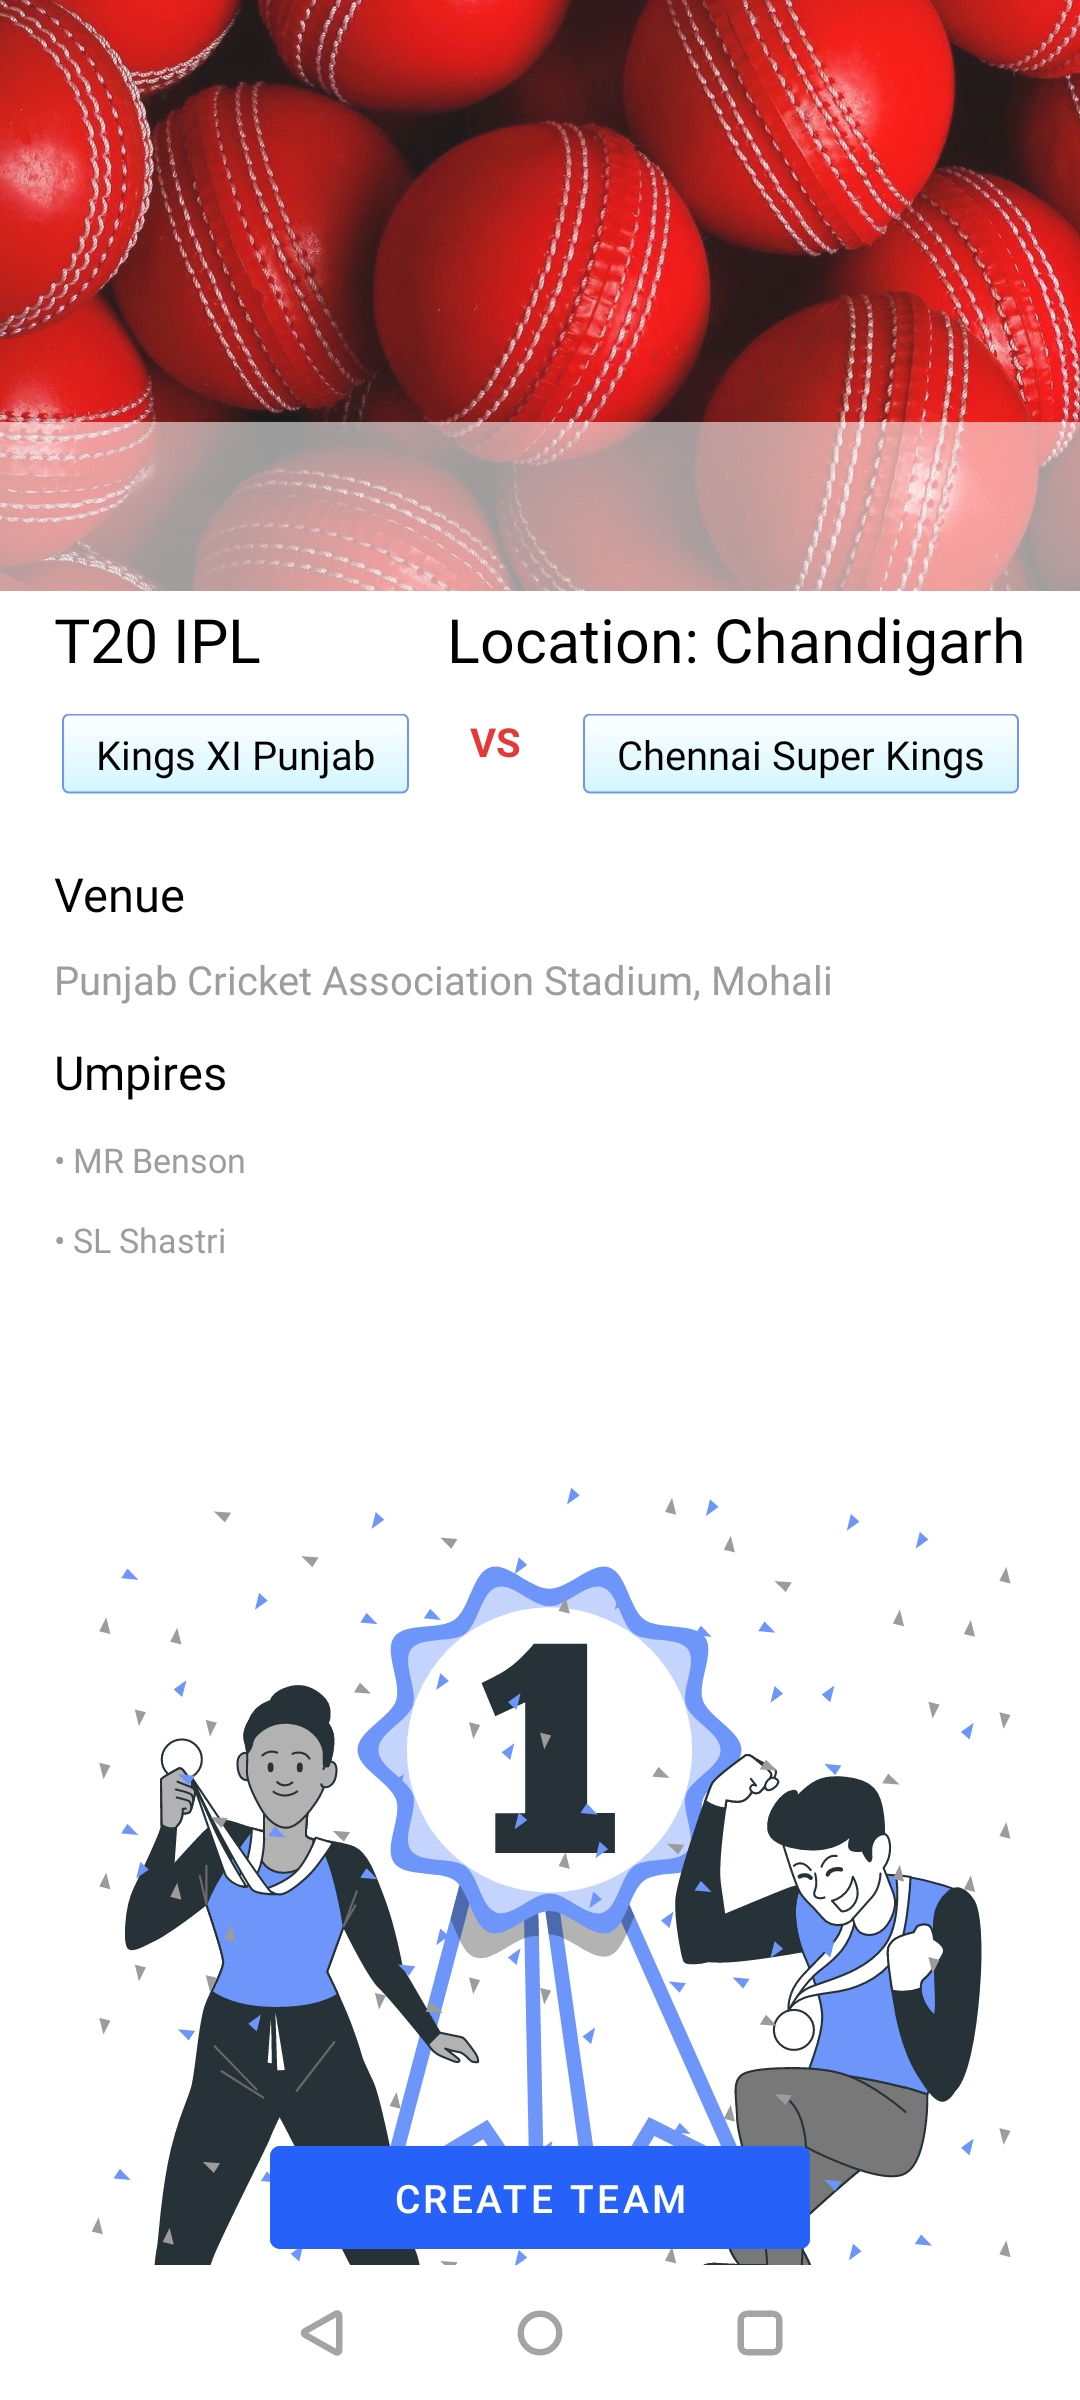 T20 IPL Location: Chandigarh
Kings XI Punjab VS Chennai Super Kings
Venue
Punjab Cricket Association Stadium, Mohali
Umpires
• MR Benson
• SL Shastri
1
CREATE TEAM